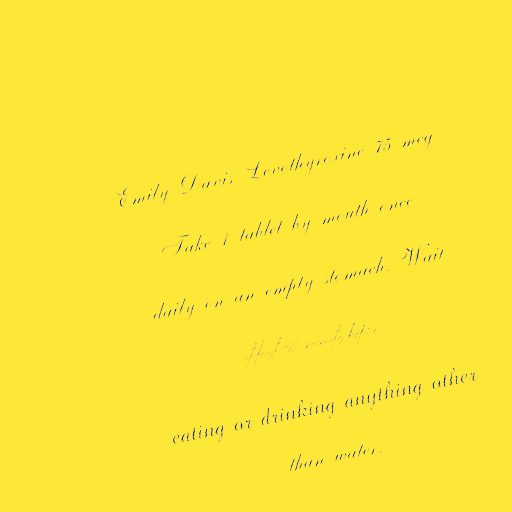 Emily Davis Levothyroxine 75 mcg
Take 1 tablet by mouth once
daily on an empty stomach. Wait
eating or drinking anything other
than water.